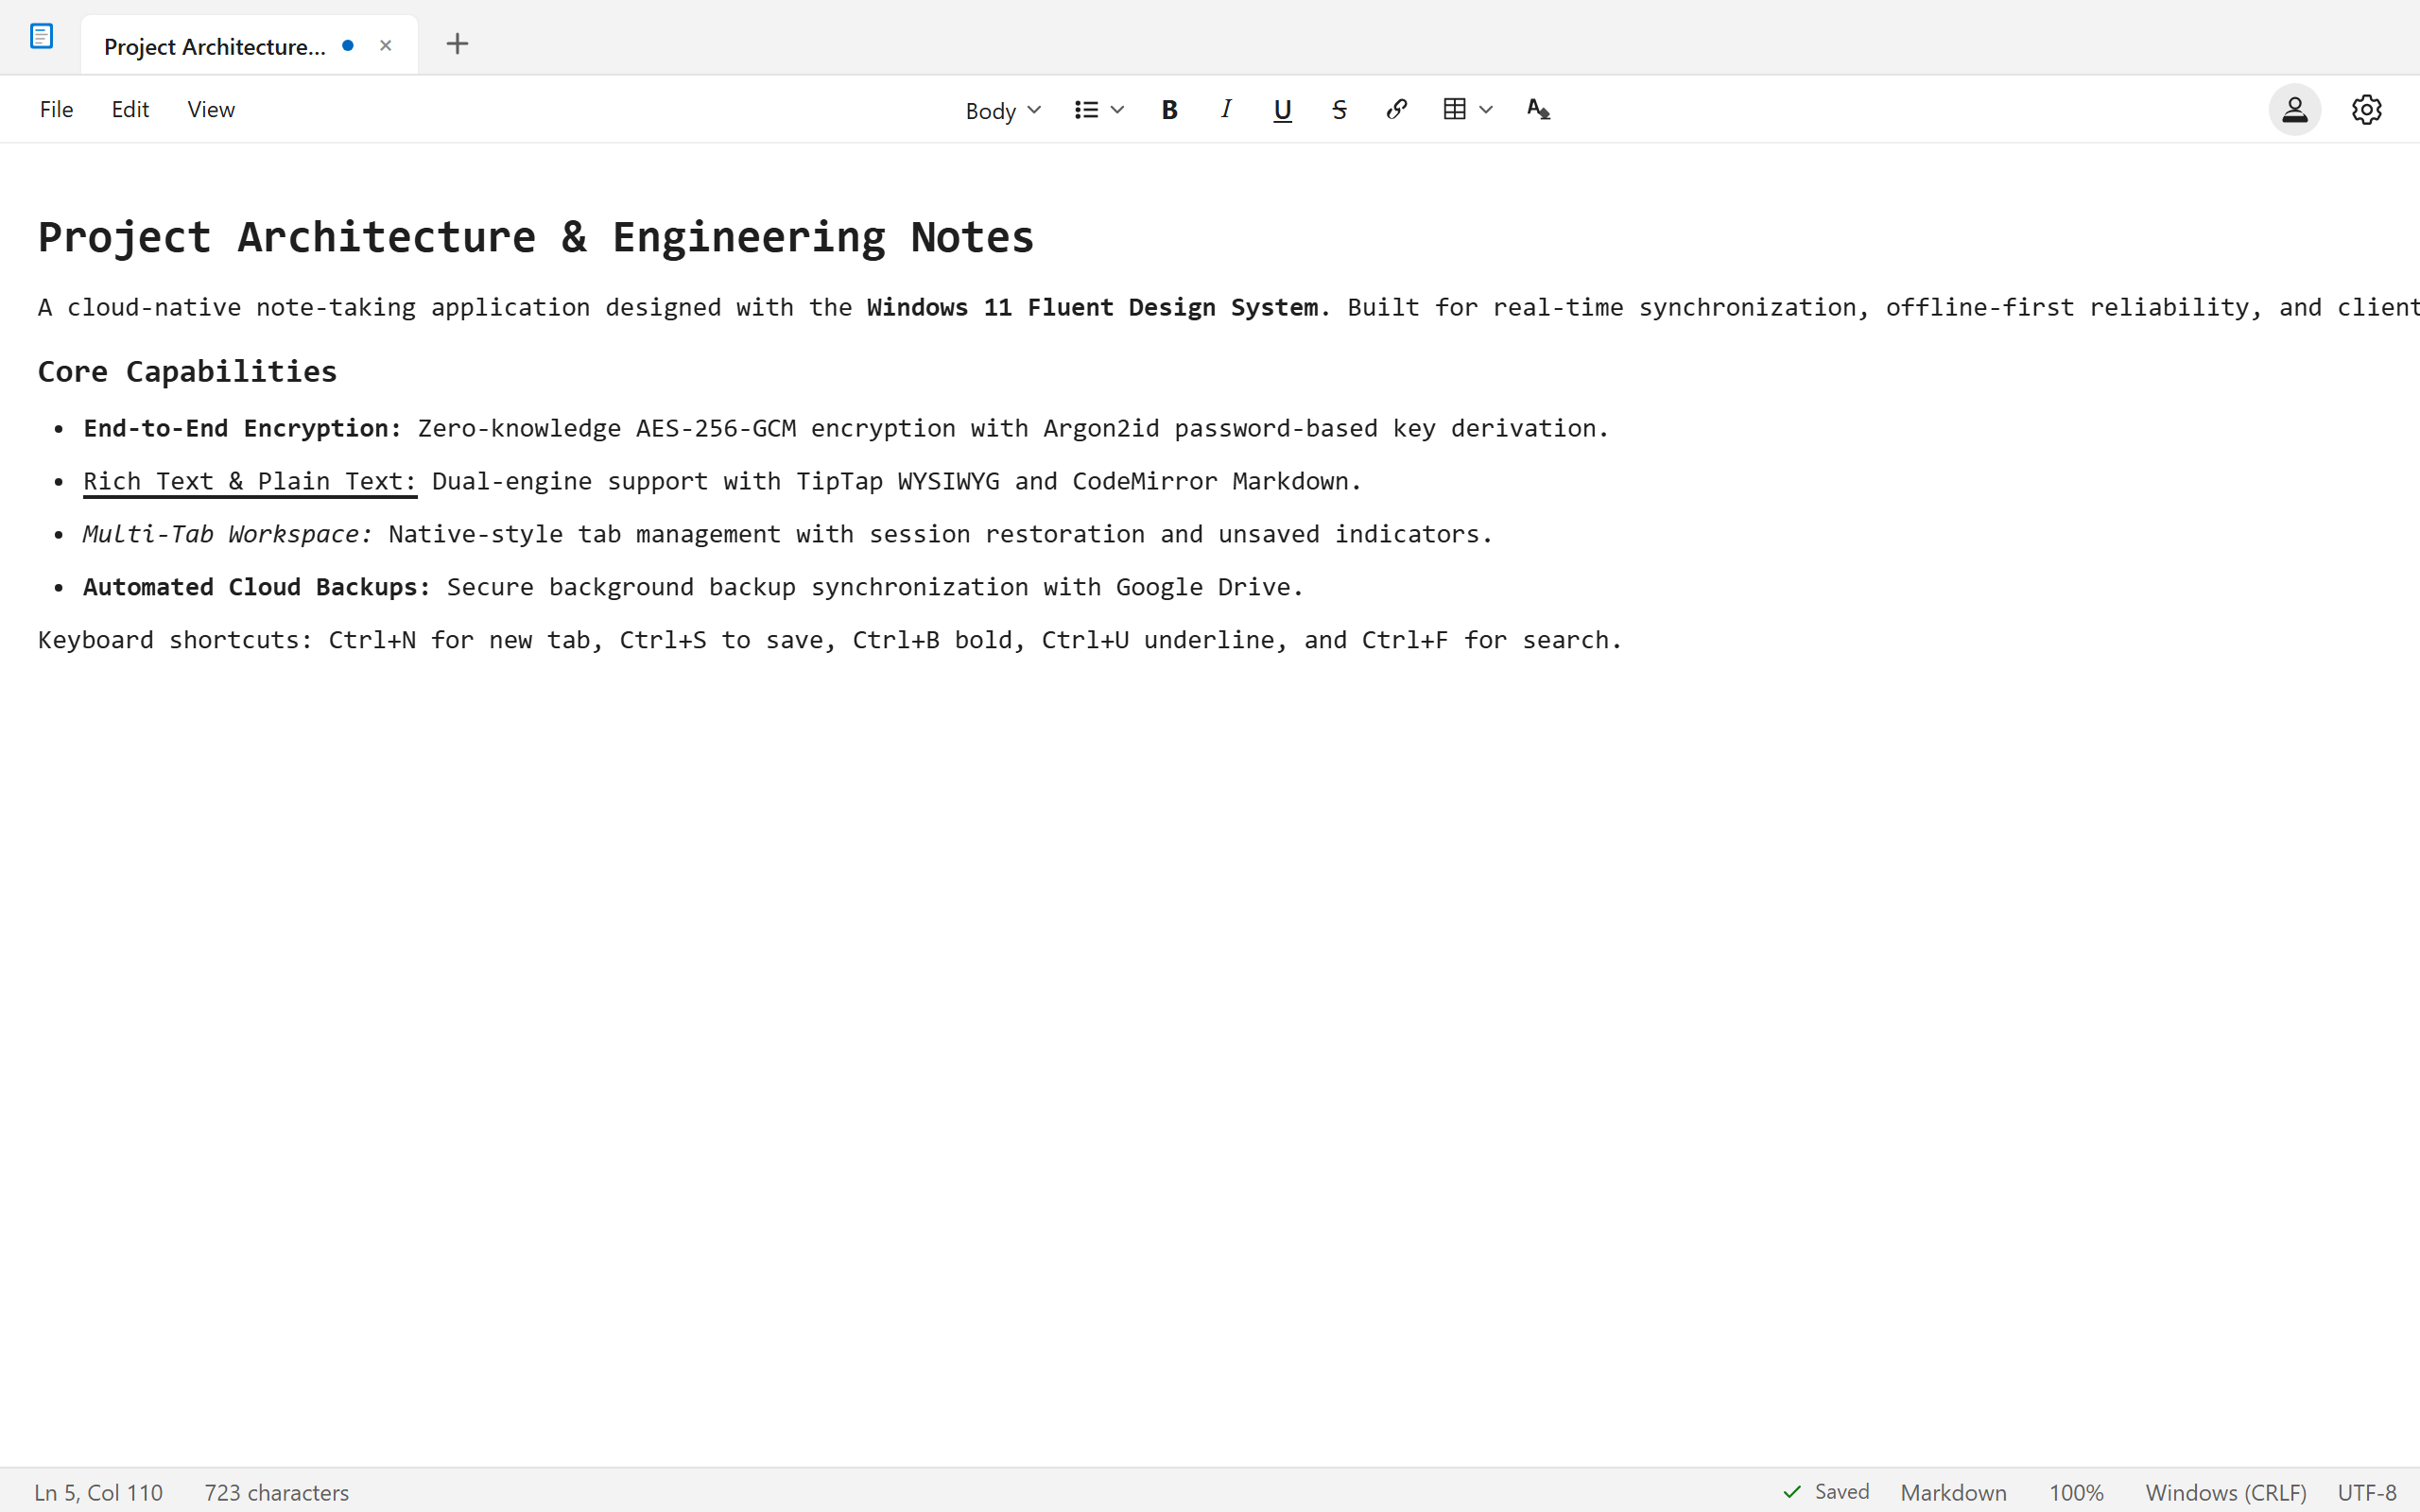 Project Architecture...
File Edit View Body B I U S A
Project Architecture & Engineering Notes
A cloud-native note-taking application designed with the Windows 11 Fluent Design System. Built for real-time synchronization, offline-first reliability, and client
Core Capabilities
• End-to-End Encryption: Zero-knowledge AES-256-GCM encryption with Argon2id password-based key derivation.
• Rich Text & Plain Text: Dual-engine support with TipTap WYSIWYG and CodeMirror Markdown.
• Multi-Tab Workspace: Native-style tab management with session restoration and unsaved indicators.
• Automated Cloud Backups: Secure background backup synchronization with Google Drive.
Keyboard shortcuts: Ctrl+N for new tab, Ctrl+S to save, Ctrl+B bold, Ctrl+U underline, and Ctrl+F for search.
Ln 5, Col 110 723 characters Saved Markdown 100% Windows (CRLF) UTF-8